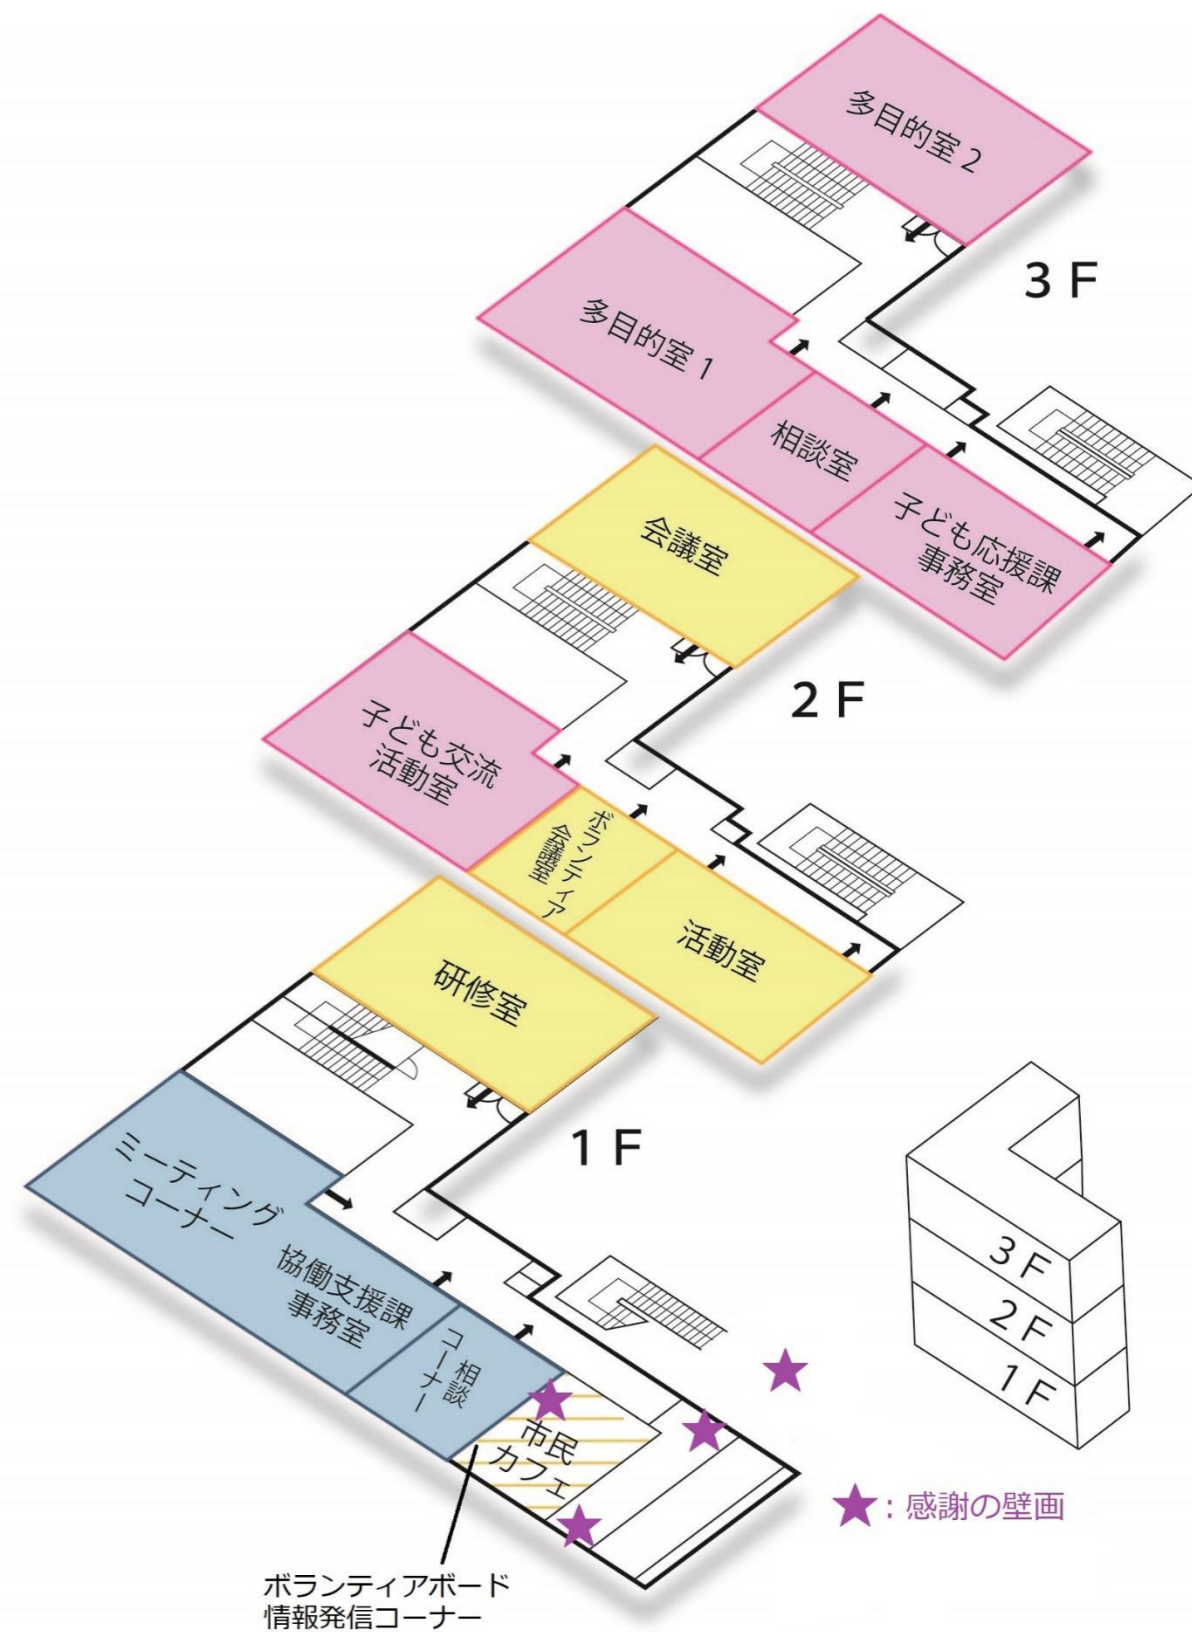 多目的室２
３Ｆ
多目的室１
相談室
子ども応援課
事務室
会議室
２Ｆ
子ども交流
活動室
ボランティア
会議室
活動室
研修室
１Ｆ
ミーティング
コーナー
協働支援課
事務室
相談
コーナー
市民
カフェ
３Ｆ
２Ｆ
１Ｆ
★：感謝の壁画
ボランティアボード
情報発信コーナー